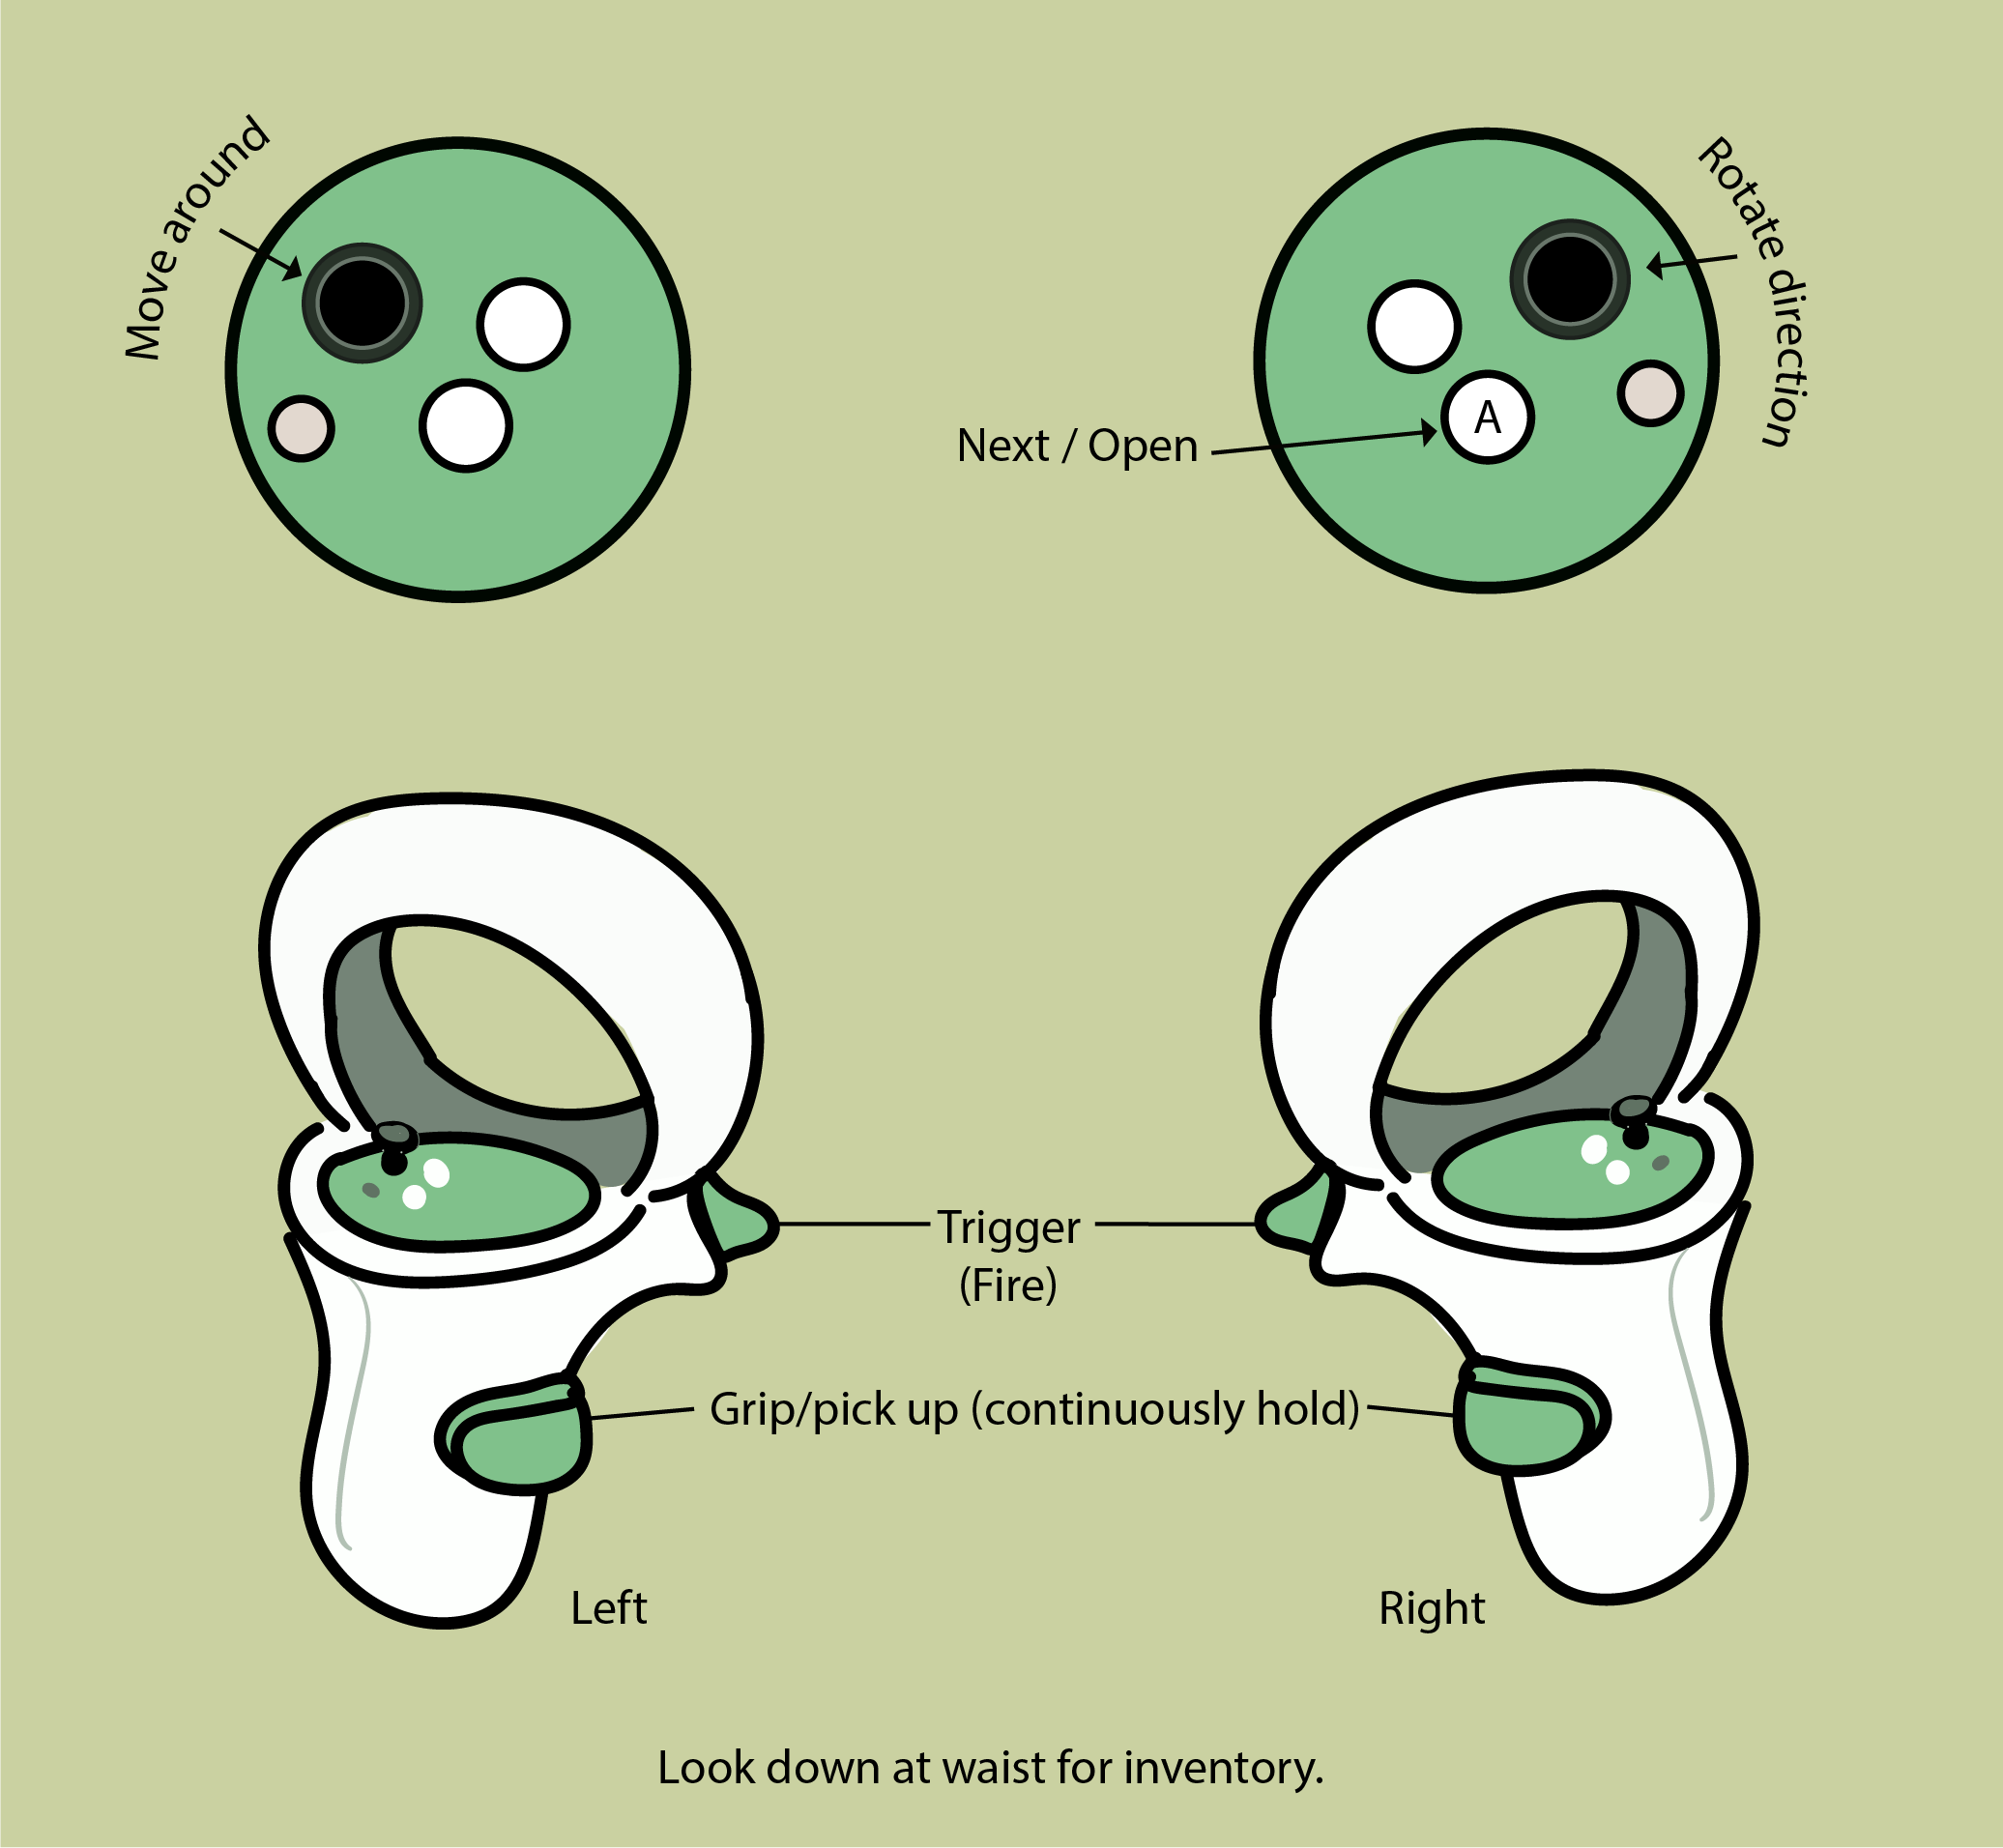 Move around
Rotate direction
Next / Open
A
Trigger
(Fire)
Grip/pick up (continuously hold)
Left
Right
Look down at waist for inventory.